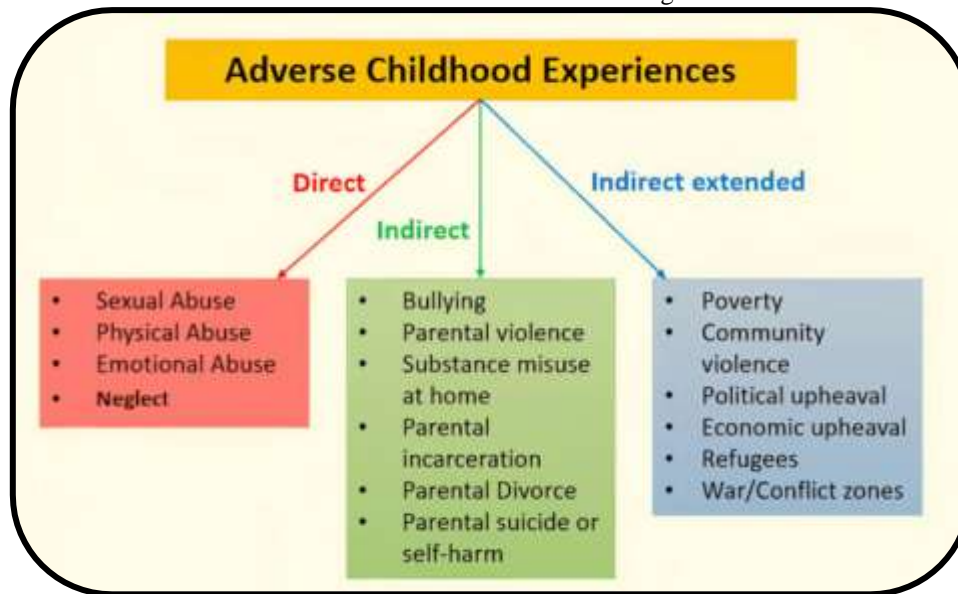 Adverse Childhood Experiences
Direct
Indirect
Indirect extended
• Sexual Abuse
• Physical Abuse
• Emotional Abuse
• Neglect
• Bullying
• Parental violence
• Substance misuse
at home
• Parental
incarceration
• Parental Divorce
• Parental suicide or
self-harm
• Poverty
• Community
violence
• Political upheaval
• Economic upheaval
• Refugees
• War/Conflict zones